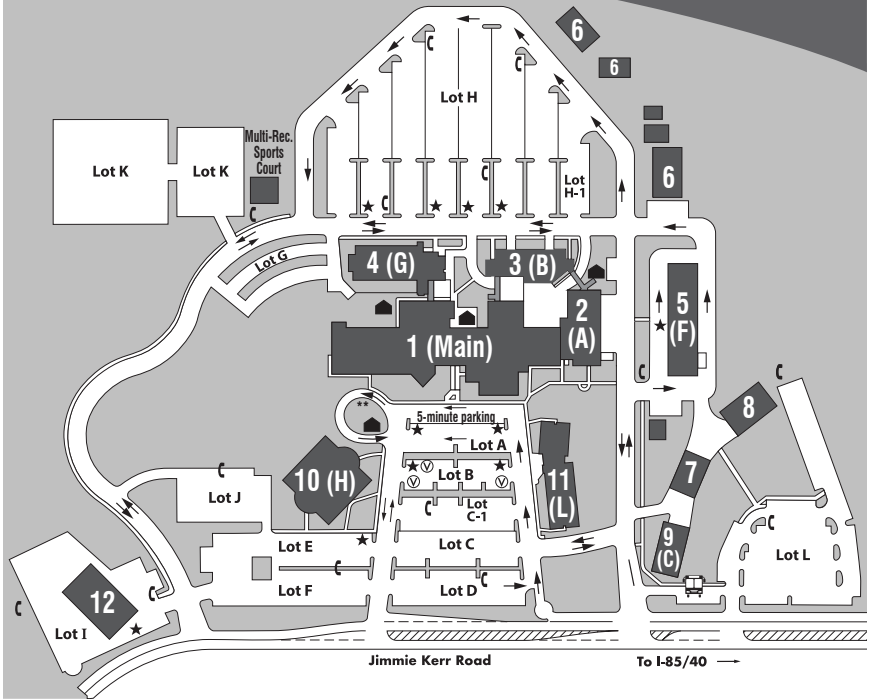 6
6
Lot H
Multi-Rec.
Sports
Court
Lot K
Lot K
6
Lot
H-1
Lot G
4 (G)
3 (B)
2
(A)
5
(F)
1 (Main)
**
5-minute parking
8
Lot A
Lot B
V
V
V
10 (H)
11
(L)
7
Lot J
Lot
C-1
9
(C)
Lot E
Lot C
Lot L
Lot F
Lot D
12
Lot I
Jimmie Kerr Road
To I-85/40